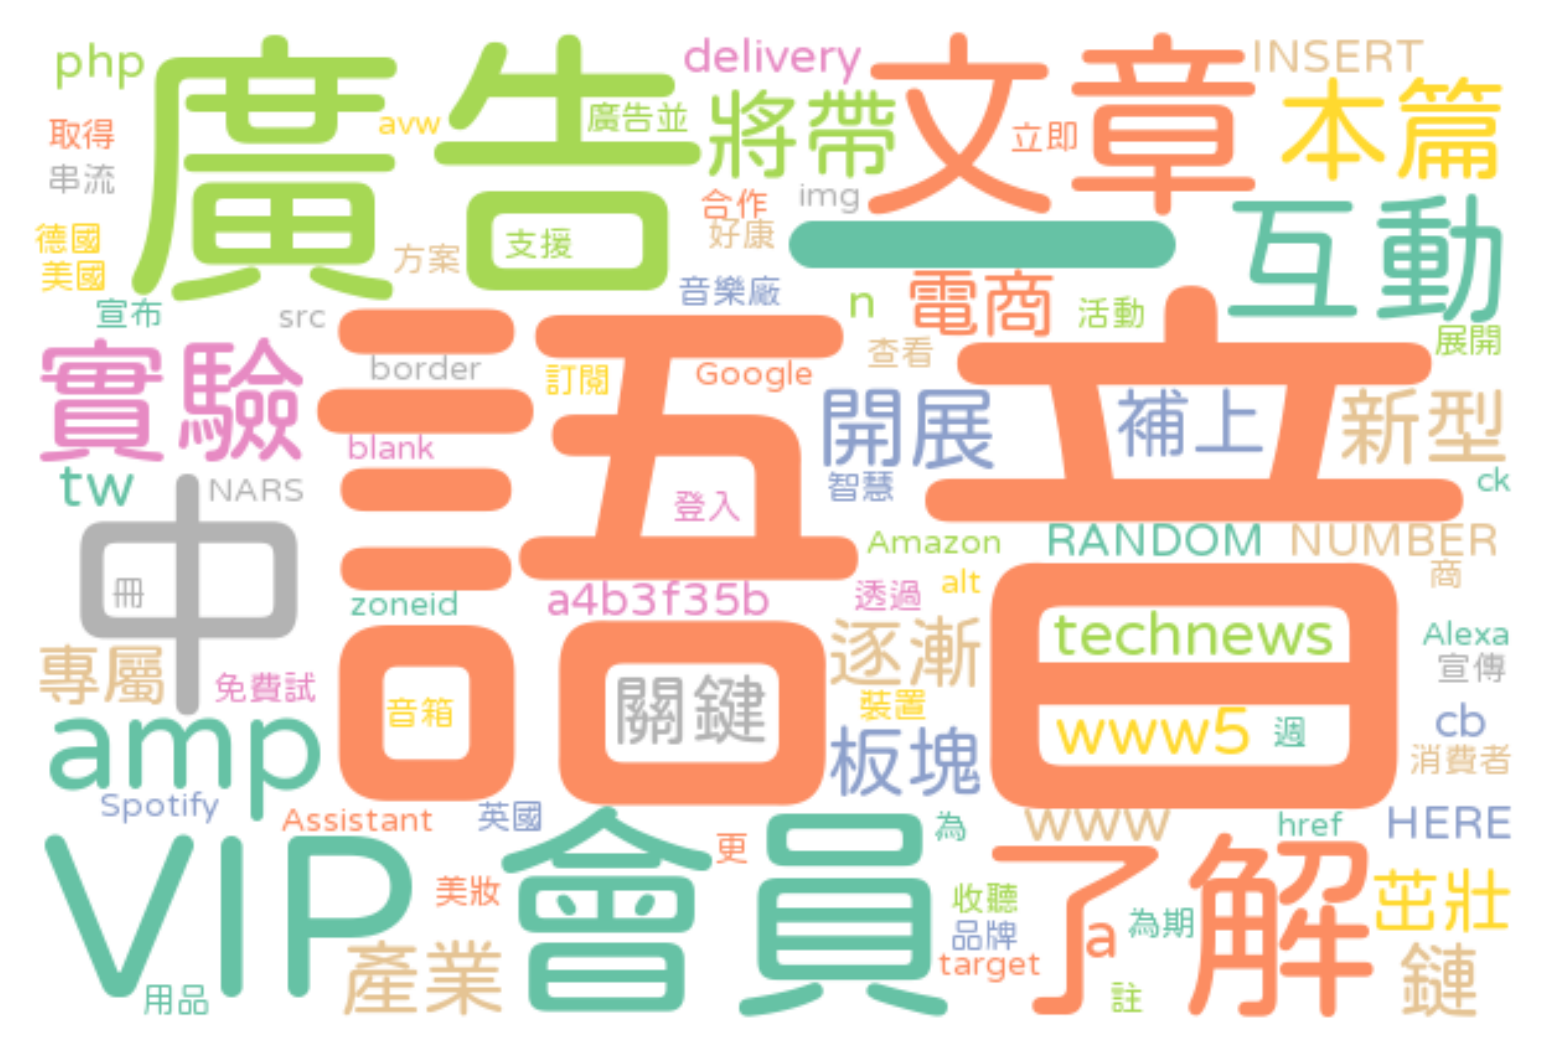 php
廣告
delivery
文章
INSERT
取得
avw
廣告並
將帶
立即
本篇
串流
合作
img
德國
方案
支援
好康
一
互動
美國
音樂廠
n
電商
活動
宣布
src
展開
實驗
border
訂閱
Google
查看
語音
開展
補上
新型
blank
智慧
tw
NARS
登入
ck
中
Amazon
RANDOM
NUMBER
冊
zoneid
a4b3f35b
透過
alt
商
technews
Alexa
專屬
免費試
音箱
關鍵
逐漸
裝置
宣傳
amp
板塊
www5
週
cb
消費者
Spotify
Assistant
英國
為
www
href
HERE
VIP
會員
更
了解
美妝
收聽
茁壯
產業
品牌
a
為期
target
鏈
用品
註